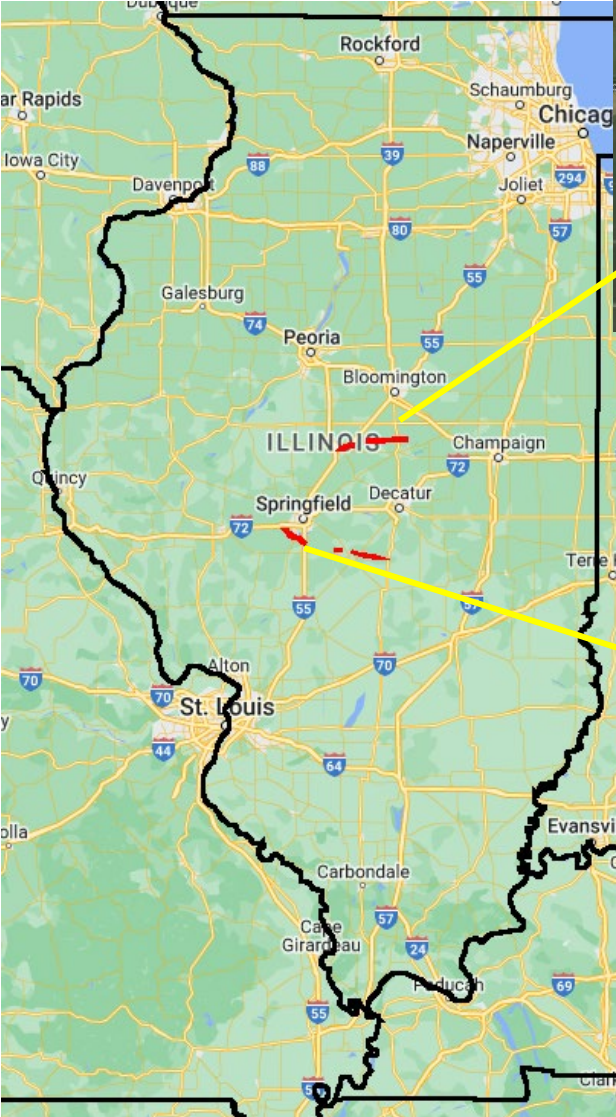 Dubuque
Rockford
Schaumburg
ar Rapids
Chicag
Naperville
Iowa City
88
39
Davenport
Joliet
294
9
80
57
55
Galesburg
74
Peoria
55
Bloomington
ILLINOIS
Champaign
72
Decatur
Quincy
Springfield
72
Terre
55
57
Alton
70
70
70
St. Louis
y
44
64
olla
Evansvi
Carbondale
57
Cape
Girardeau
24
Paducah
69
55
Clar